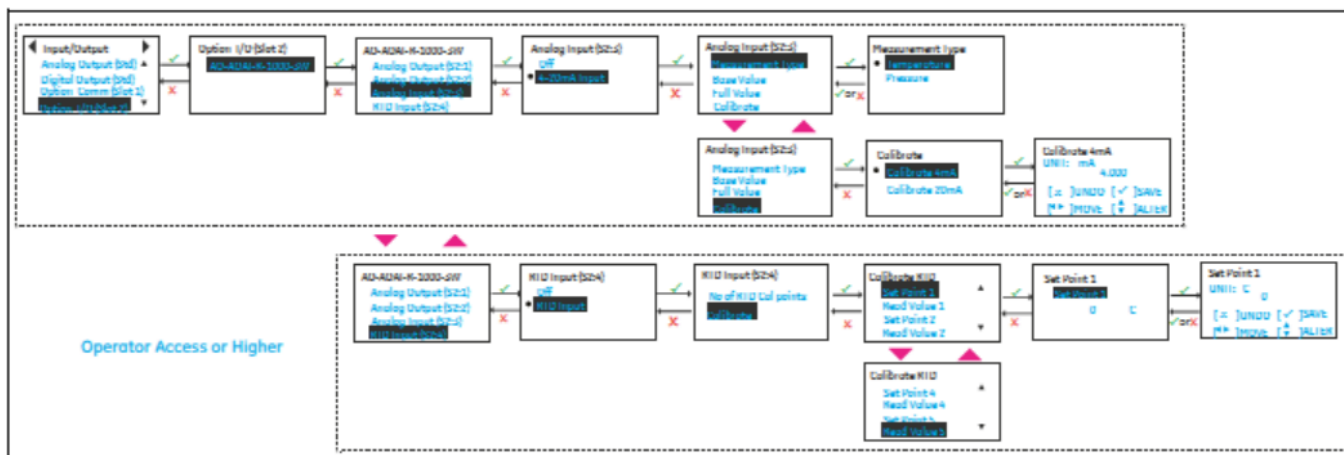 Input/Output
Analog Output (Std)
Digital Output (Std)
Option Comm (Slot 1)
Option I/O (Slot 2)
Option I/O (Slot 2)
AO-ADAI-R-1000-SW
AO-ADAI-R-1000-SW
Analog Output (S2:1)
Analog Output (S2:2)
Analog Input (S2:3)
RTD Input (S2:4)
Analog Input (S2:3)
Off
4-20mA Input
Analog Input (S2:3)
Measurement Type
Base Value
Full Value
Calibrate
Measurement Type
Temperature
Pressure
or
Analog Input (S2:3)
Measurement Type
Base Value
Full Value
Calibrate
Calibrate
Calibrate 4mA
Calibrate 20mA
or
Calibrate 4mA
UNIT: mA
4.000
[ x ]UNDO [ ✓ ]SAVE
[ ◄► ]MOVE [ ▲▼ ]ALTER
AO-ADAI-R-1000-SW
Analog Output (S2:1)
Analog Output (S2:2)
Analog Input (S2:3)
RTD Input (S2:4)
RTD Input (S2:4)
Off
RTD Input
RTD Input (S2:4)
No of RTD Cal points
Calibrate
Calibrate RTD
Set Point 1
Read Value 1
Set Point 2
Read Value 2
Set Point 1
Set Point 1
0 C
or
Set Point 1
UNIT: C
0
[ x ]UNDO [ ✓ ]SAVE
[ ◄► ]MOVE [ ▲▼ ]ALTER
Operator Access or Higher
Calibrate RTD
Set Point 4
Read Value 4
Set Point 5
Read Value 5